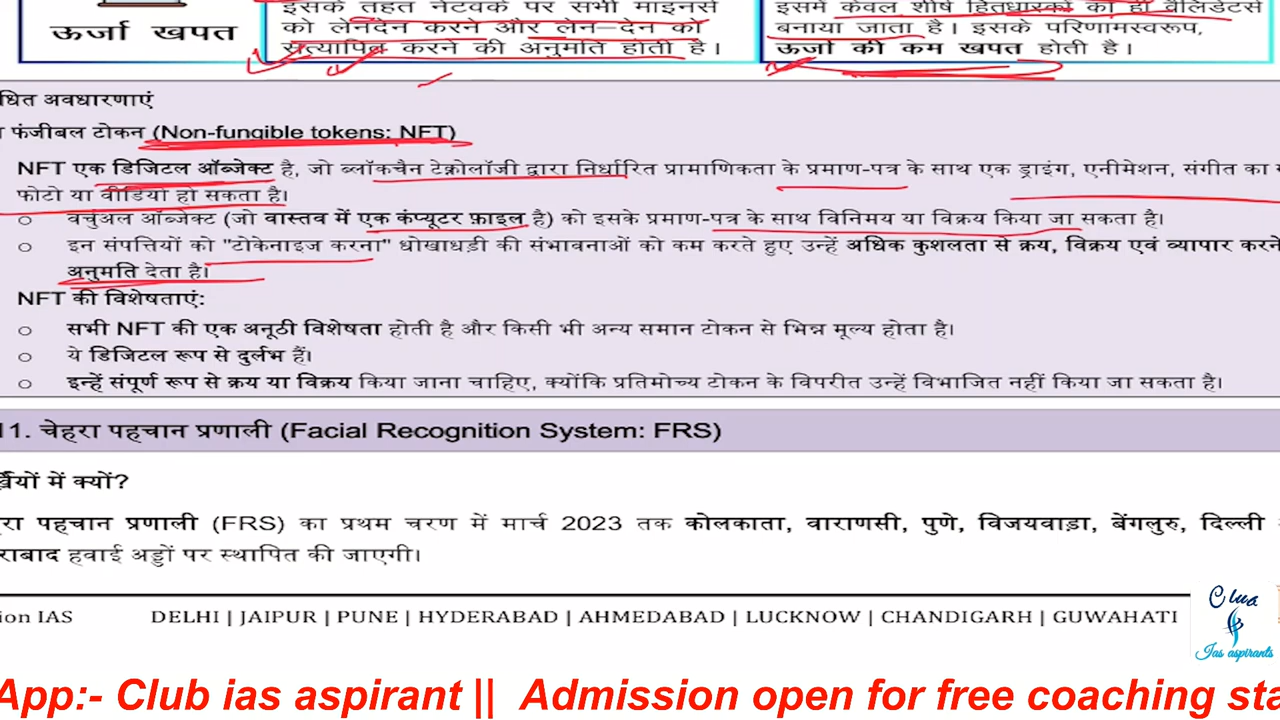 ऊर्जा खपत
इसके तहत नेटवर्क पर सभी माइनर्स
को लेनदेन करने और लेन–देन को
सत्यापित करने की अनुमति होती है।
इसमें केवल शीर्ष हितधारकों को ही वैलिडेटर्स
बनाया जाता है। इसके परिणामस्वरूप,
ऊर्जा की कम खपत होती है।
धित अवधारणाएं
फंजीबल टोकन (Non-fungible tokens: NFT)
NFT एक डिजिटल ऑब्जेक्ट है, जो ब्लॉकचैन टेक्नोलॉजी द्वारा निर्धारित प्रामाणिकता के प्रमाण-पत्र के साथ एक ड्राइंग, एनीमेशन, संगीत का
फोटो या वीडियो हो सकता है।
○ वर्चुअल ऑब्जेक्ट (जो वास्तव में एक कंप्यूटर फ़ाइल है) को इसके प्रमाण-पत्र के साथ विनिमय या विक्रय किया जा सकता है।
○ इन संपत्तियों को "टोकेनाइज करना" धोखाधड़ी की संभावनाओं को कम करते हुए उन्हें अधिक कुशलता से क्रय, विक्रय एवं व्यापार करने
अनुमति देता है।
NFT की विशेषताएं:
○ सभी NFT की एक अनूठी विशेषता होती है और किसी भी अन्य समान टोकन से भिन्न मूल्य होता है।
○ ये डिजिटल रूप से दुर्लभ हैं।
○ इन्हें संपूर्ण रूप से क्रय या विक्रय किया जाना चाहिए, क्योंकि प्रतिमोच्य टोकन के विपरीत उन्हें विभाजित नहीं किया जा सकता है।
11. चेहरा पहचान प्रणाली (Facial Recognition System: FRS)
र्ख़ियों में क्यों?
रा पहचान प्रणाली (FRS) का प्रथम चरण में मार्च 2023 तक कोलकाता, वाराणसी, पुणे, विजयवाड़ा, बेंगलुरु, दिल्ली
राबाद हवाई अड्डों पर स्थापित की जाएगी।
ion IAS DELHI | JAIPUR | PUNE | HYDERABAD | AHMEDABAD | LUCKNOW | CHANDIGARH | GUWAHATI
Club
Ias aspirants
App:- Club ias aspirant || Admission open for free coaching sta